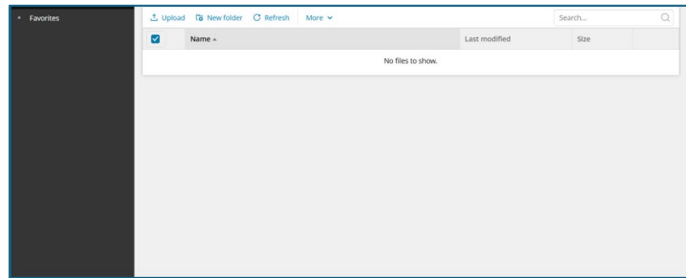 Favorites
Upload New folder Refresh More Search...
Name Last modified Size
No files to show.